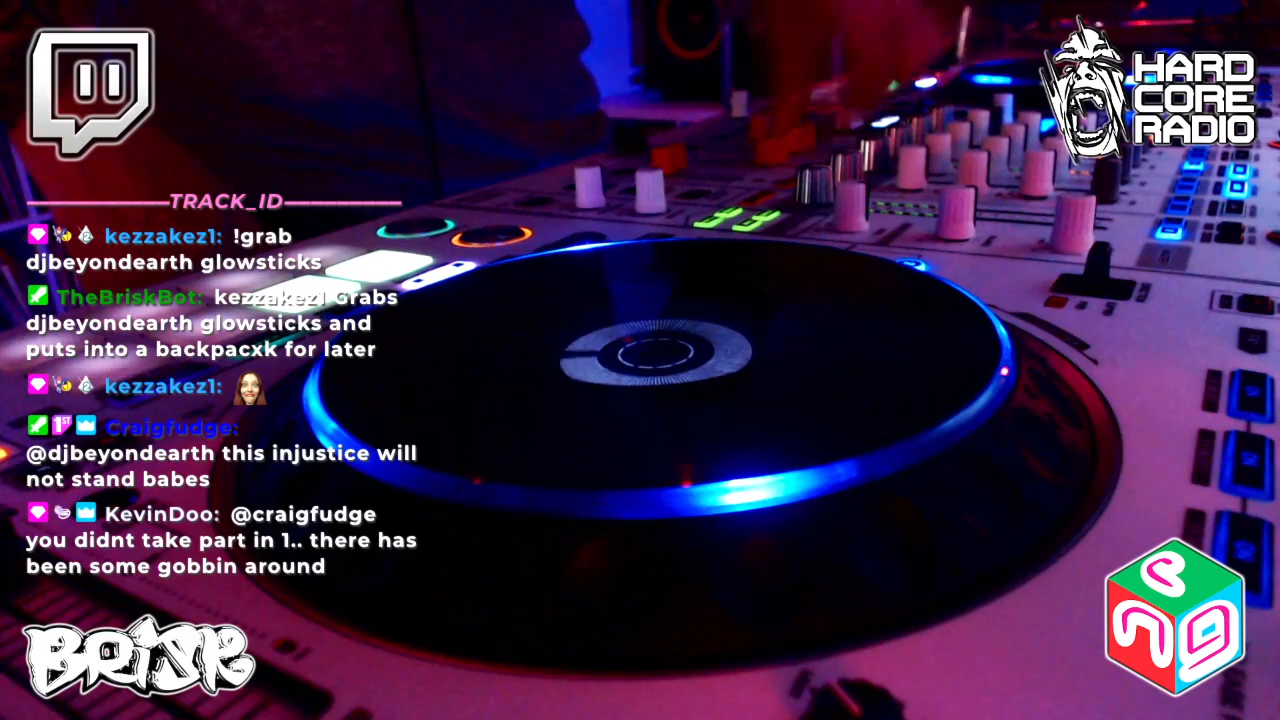 HARD
CORE
RADIO
TRACK_ID
kezzakez1: !grab
djbeyondearth glowsticks
TheBriskBot: kezzakez1 Grabs
djbeyondearth glowsticks and
puts into a backpacxk for later
kezzakez1:
1ST Craigfudge:
@djbeyondearth this injustice will
not stand babes
KevinDoo: @craigfudge
you didnt take part in 1.. there has
been some gobbin around
BRISK